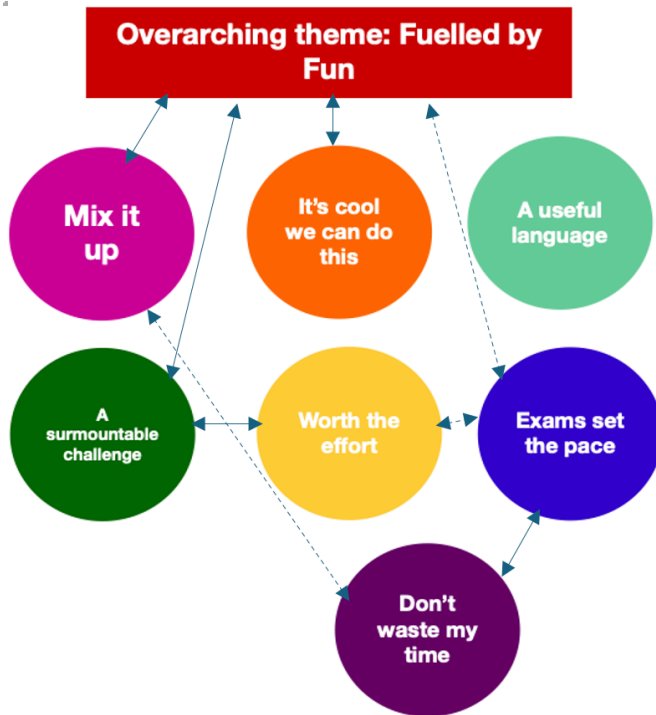 Overarching theme: Fuelled by
Fun
Mix it
up
It's cool
we can do
this
A useful
language
A
surmountable
challenge
Worth the
effort
Exams set
the pace
Don't
waste my
time